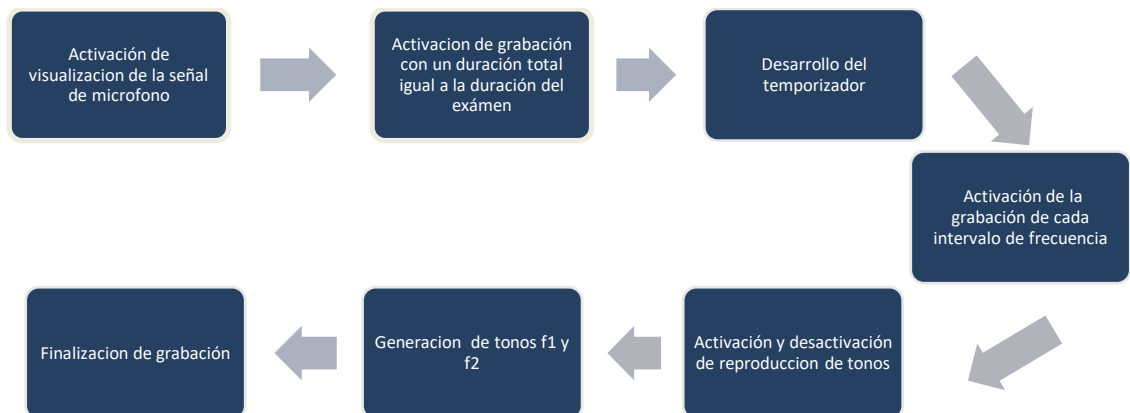 Activación de
visualizacion de la señal
de microfono
Activacion de grabación
con un duración total
igual a la duración del
exámen
Desarrollo del
temporizador
Activación de la
grabación de cada
intervalo de frecuencia
Activación y desactivación
de reproduccion de tonos
Generacion de tonos f1 y
f2
Finalizacion de grabación